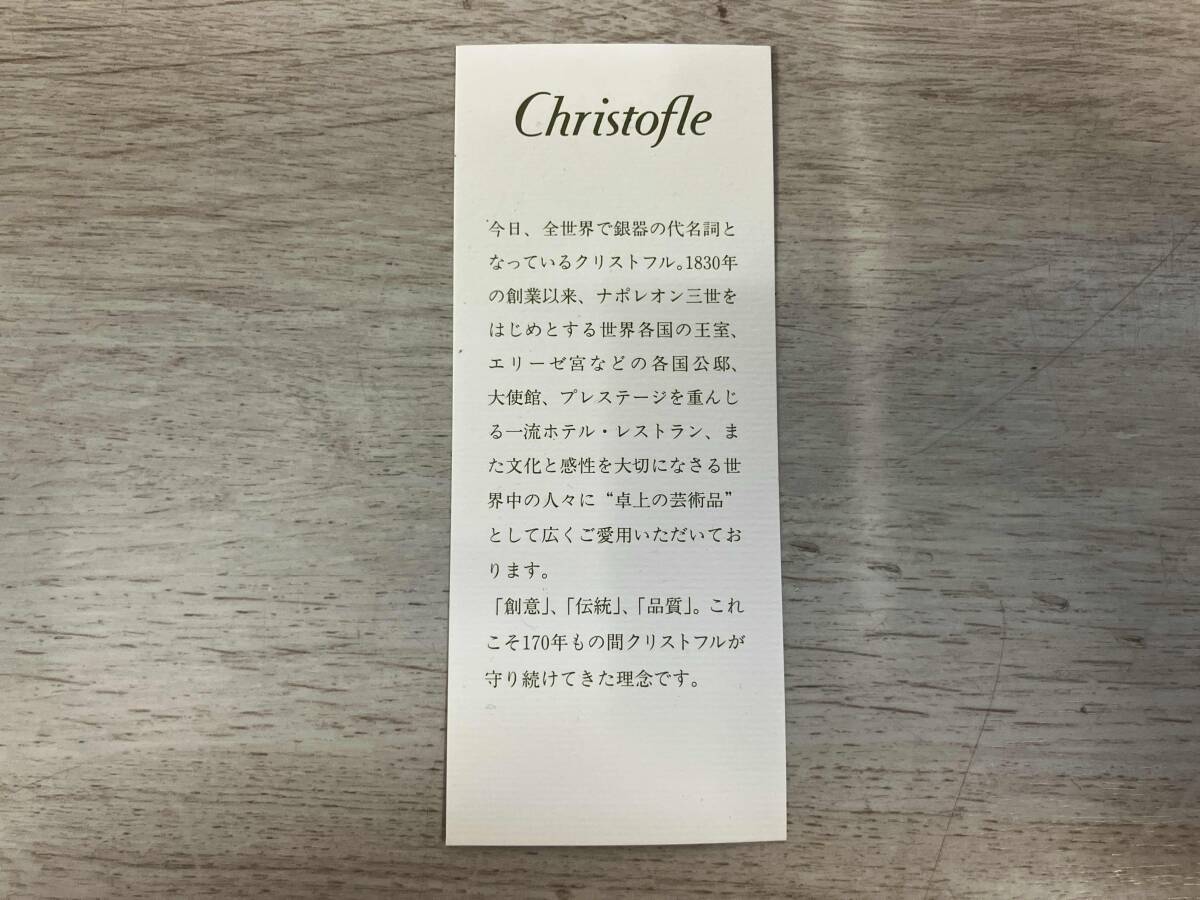 Christofle
今日、全世界で銀器の代名詞と
なっているクリストフル。1830年
の創業以来、ナポレオン三世を
はじめとする世界各国の王室、
エリーゼ宮などの各国公邸、
大使館、プレステージを重んじ
る一流ホテル・レストラン、ま
た文化と感性を大切になさる世
界中の人々に“卓上の芸術品”
として広くご愛用いただいてお
ります。
「創意」、「伝統」、「品質」。これ
こそ170年もの間クリストフルが
守り続けてきた理念です。